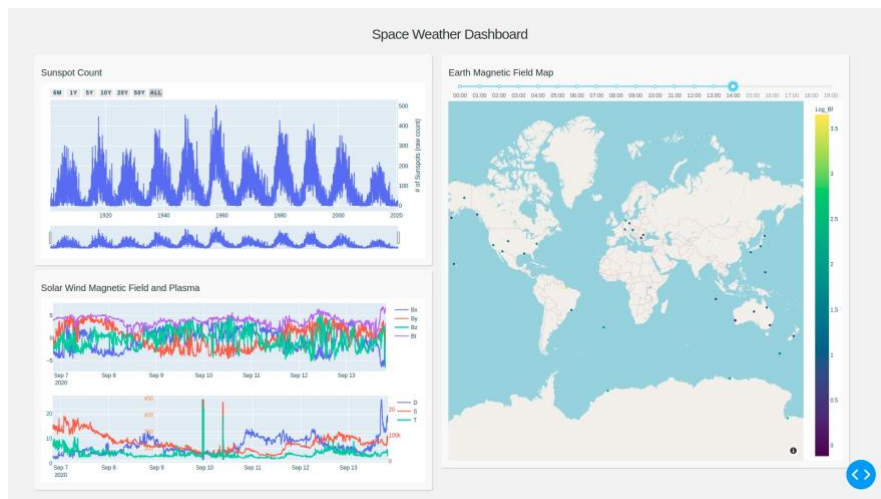 Space Weather Dashboard
Sunspot Count
6M 1Y 5Y 10Y 20Y 50Y ALL
500
400
300
200
100
0
# of Sunspots (raw count)
1920 1940 1960 1980 2000 2020
Solar Wind Magnetic Field and Plasma
5
0
−5
Bx
By
Bz
Bt
Sep 7 Sep 8 Sep 9 Sep 10 Sep 11 Sep 12 Sep 13
2020
20
10
0
D
S
T
20
100k
0
Sep 7 Sep 8 Sep 9 Sep 10 Sep 11 Sep 12 Sep 13
2020
Earth Magnetic Field Map
00:00 01:00 02:00 03:00 04:00 05:00 06:00 07:00 08:00 09:00 10:00 11:00 12:00 13:00 14:00 15:00 16:00 17:00 18:00 19:00
Log_Bf
3.5
3
2.5
2
1.5
1
0.5
0